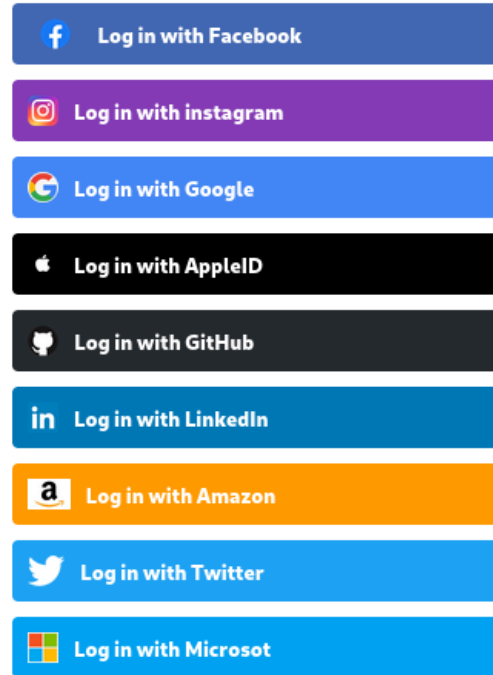 Log in with Facebook
Log in with instagram
Log in with Google
Log in with AppleID
Log in with GitHub
in Log in with LinkedIn
a Log in with Amazon
Log in with Twitter
Log in with Microsot